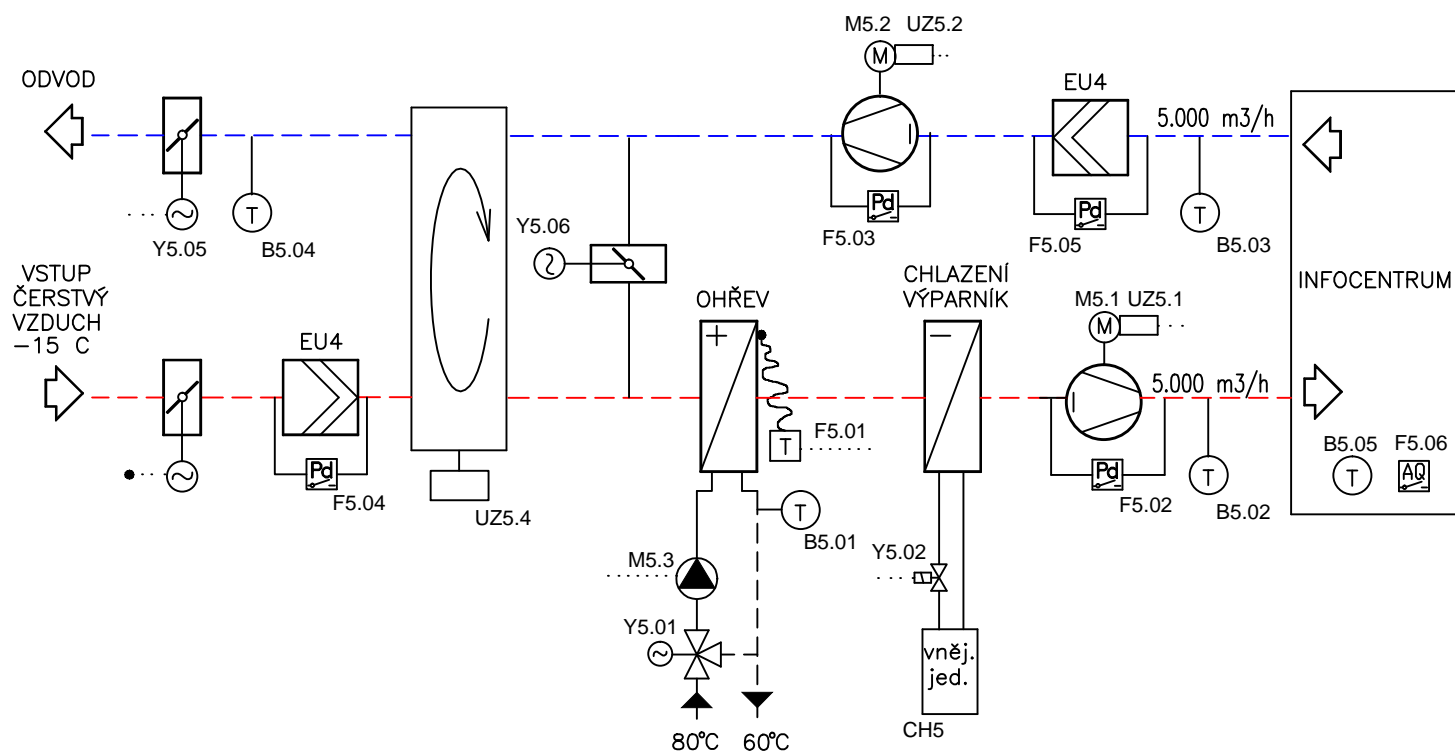 M5.2 UZ5.2
M
ODVOD
EU4
5.000 m3/h
Pd
Pd
T
T
Y5.05
B5.04
Y5.06
F5.03
F5.05
B5.03
VSTUP
ČERSTVÝ
VZDUCH
-15 C
EU4
OHŘEV
CHLAZENÍ
VÝPARNÍK
M5.1 UZ5.1
M
INFOCENTRUM
+
−
5.000 m3/h
T
F5.01
B5.05 F5.06
Pd
Pd
T
T
AQ
F5.04
UZ5.4
T
B5.01
F5.02
B5.02
M5.3
Y5.02
Y5.01
vněj.
jed.
CH5
80°C 60°C